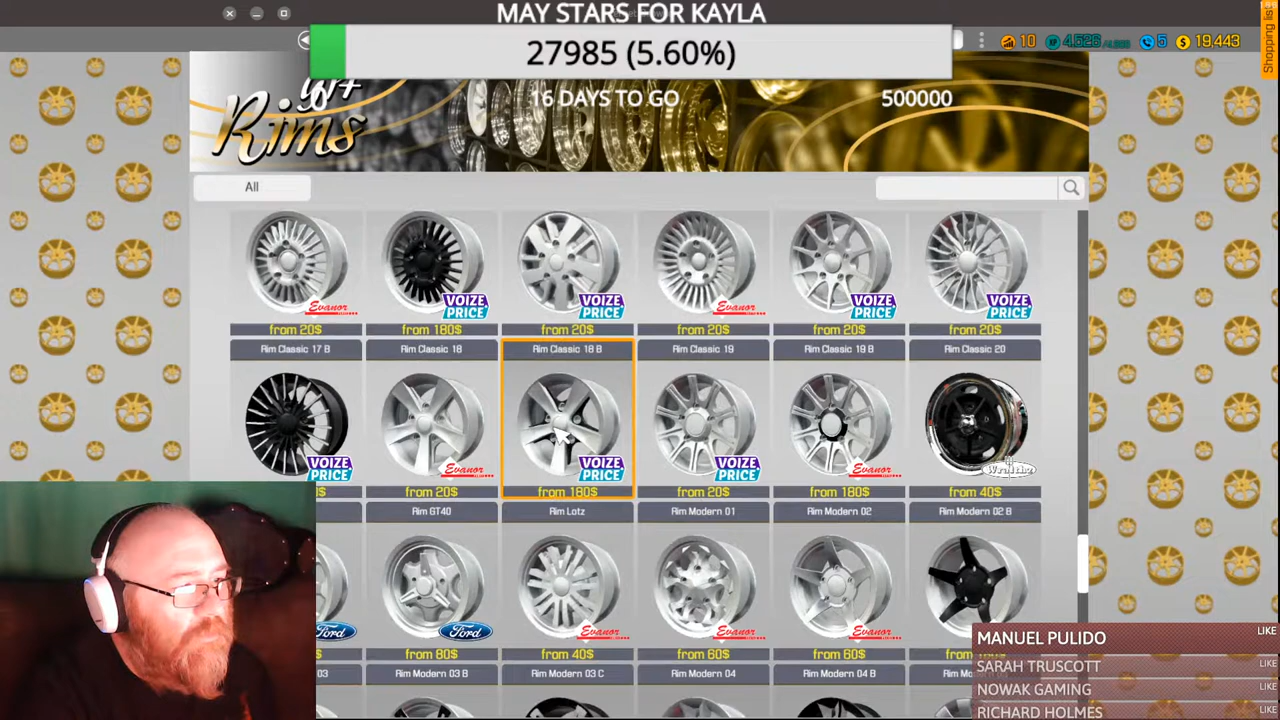 MAY STARS FOR KAYLA
27985 (5.60%)
16 DAYS TO GO 500000
10 5 $ 19,443
Shopping list
Rims
All
Evanor VOIZE PRICE VOIZE PRICE Evanor VOIZE PRICE VOIZE PRICE
from 20$ from 180$ from 20$ from 20$ from 20$ from 20$
Rim Classic 17 B Rim Classic 18 Rim Classic 18 B Rim Classic 19 Rim Classic 19 B Rim Classic 20
VOIZE PRICE Evanor VOIZE PRICE VOIZE PRICE Evanor
from 20$ from 180$ from 20$ from 180$ from 40$
Rim GT40 Rim Lotz Rim Modern 01 Rim Modern 02 Rim Modern 02 B
Ford Ford Evanor Evanor Evanor
from 80$ from 40$ from 60$ from 60$
03 Rim Modern 03 B Rim Modern 03 C Rim Modern 04 Rim Modern 04 B
MANUEL PULIDO LIKE
SARAH TRUSCOTT LIKE
NOWAK GAMING LIKE
RICHARD HOLMES LIKE